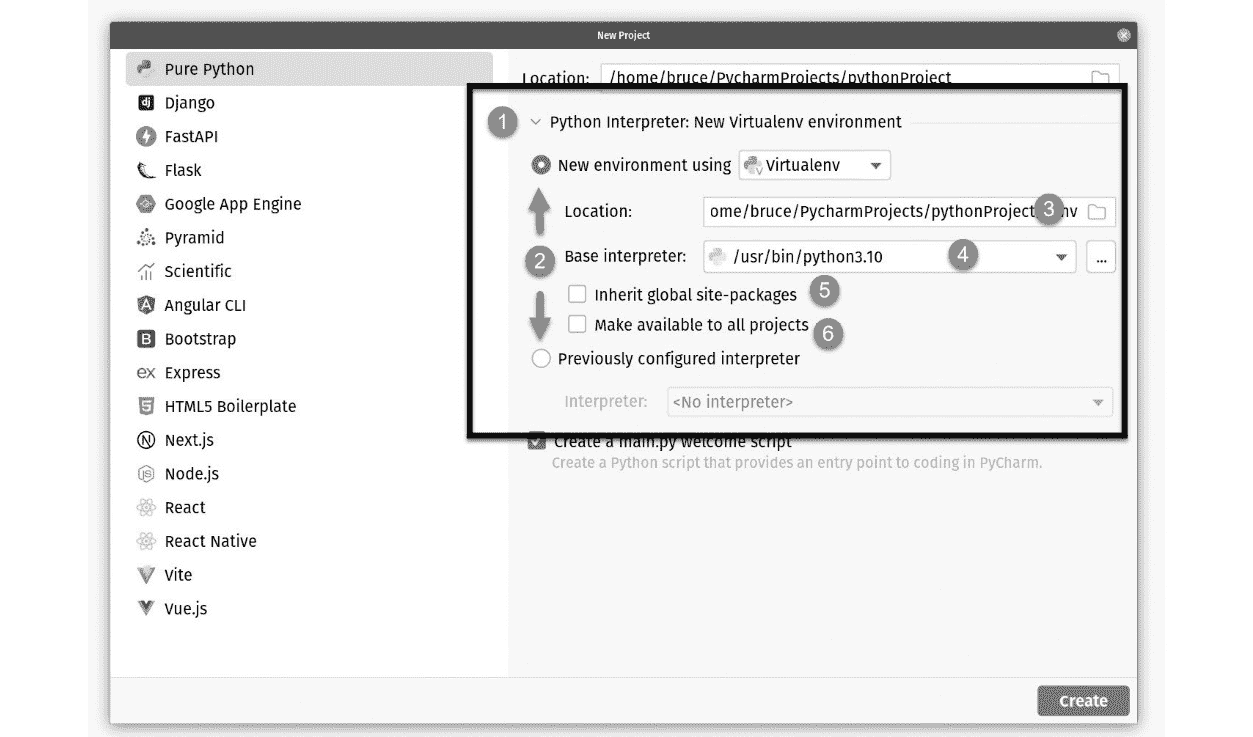 New Project
Pure Python
dj Django
FastAPI
Flask
Google App Engine
Pyramid
Scientific
A Angular CLI
B Bootstrap
ex Express
5 HTML5 Boilerplate
N Next.js
JS Node.js
React
React Native
Vite
Vue.js
Location: /home/bruce/PycharmProjects/pythonProject
1 Python Interpreter: New Virtualenv environment
New environment using Virtualenv
Location: ome/bruce/PycharmProjects/pythonProject 3 nv
2 Base interpreter: /usr/bin/python3.10 4 ...
Inherit global site-packages 5
Make available to all projects 6
Previously configured interpreter
Interpreter: <No interpreter>
Create a main.py welcome script
Create a Python script that provides an entry point to coding in PyCharm.
Create